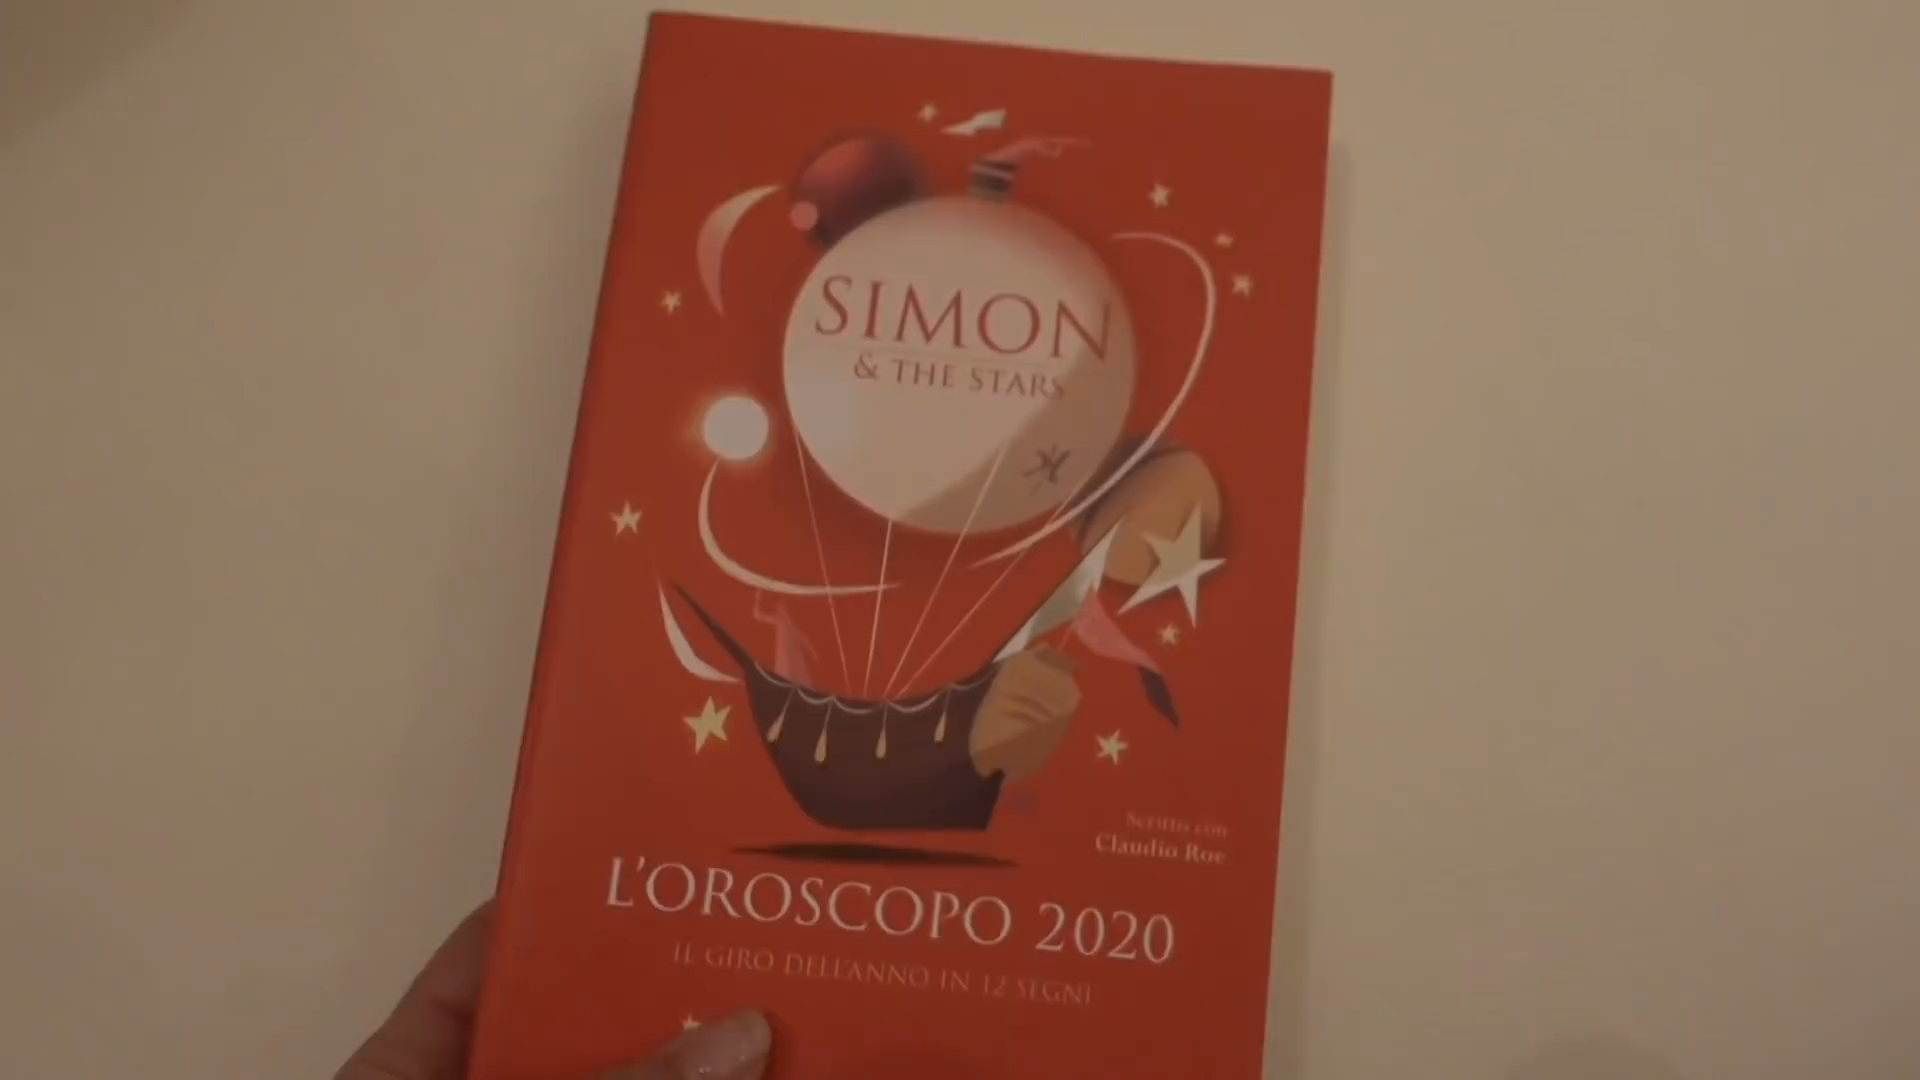 SIMON
& THE STARS
Scritto con
Claudio Roe
L'OROSCOPO 2020
IL GIRO DELL'ANNO IN 12 SEGNI